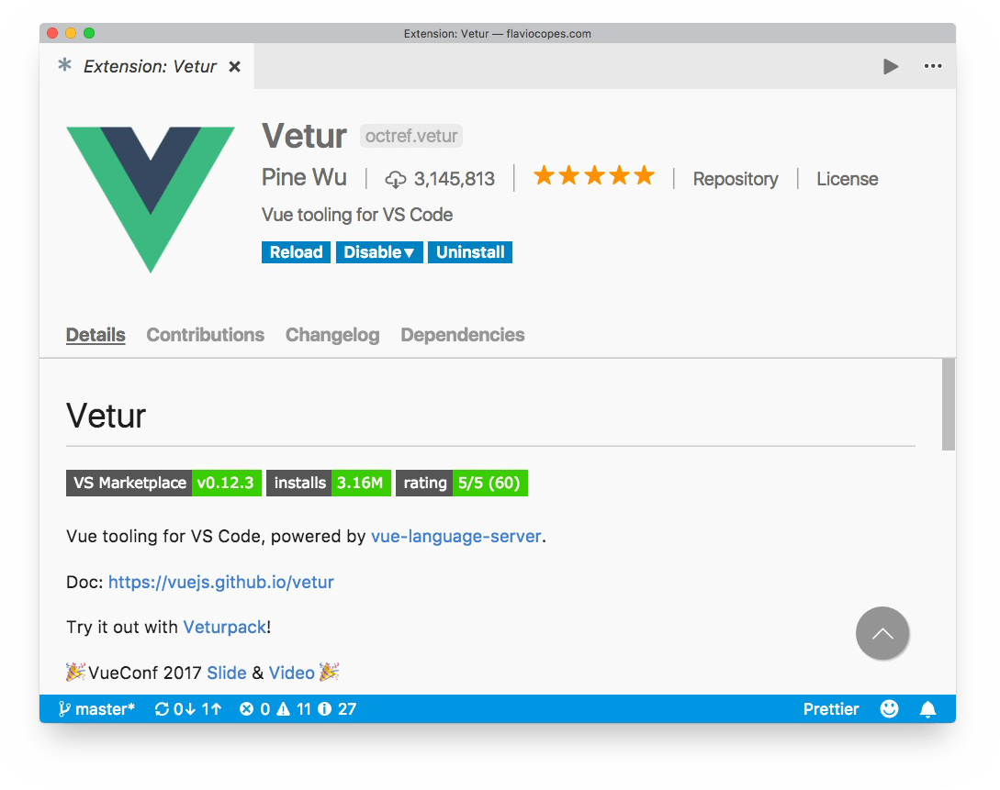 Extension: Vetur — flaviocopes.com
Extension: Vetur
Vetur octref.vetur
Pine Wu | 3,145,813 | ★★★★★ | Repository | License
Vue tooling for VS Code
Reload Disable▼ Uninstall
Details Contributions Changelog Dependencies
Vetur
VS Marketplace v0.12.3 installs 3.16M rating 5/5 (60)
Vue tooling for VS Code, powered by vue-language-server.
Doc: https://vuejs.github.io/vetur
Try it out with Veturpack!
🎉 VueConf 2017 Slide & Video 🎉
master* 0↓ 1↑ 0 11 27 Prettier